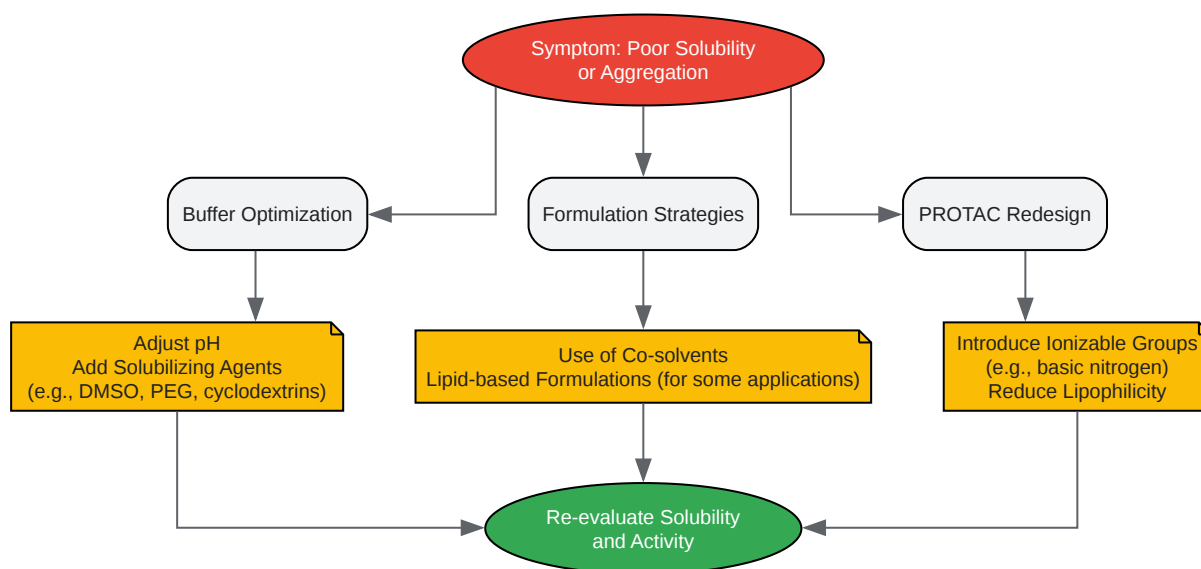 Symptom: Poor Solubility
or Aggregation
Buffer Optimization
Formulation Strategies
PROTAC Redesign
Adjust pH
Add Solubilizing Agents
(e.g., DMSO, PEG, cyclodextrins)
Use of Co-solvents
Lipid-based Formulations (for some applications)
Introduce Ionizable Groups
(e.g., basic nitrogen)
Reduce Lipophilicity
Re-evaluate Solubility
and Activity